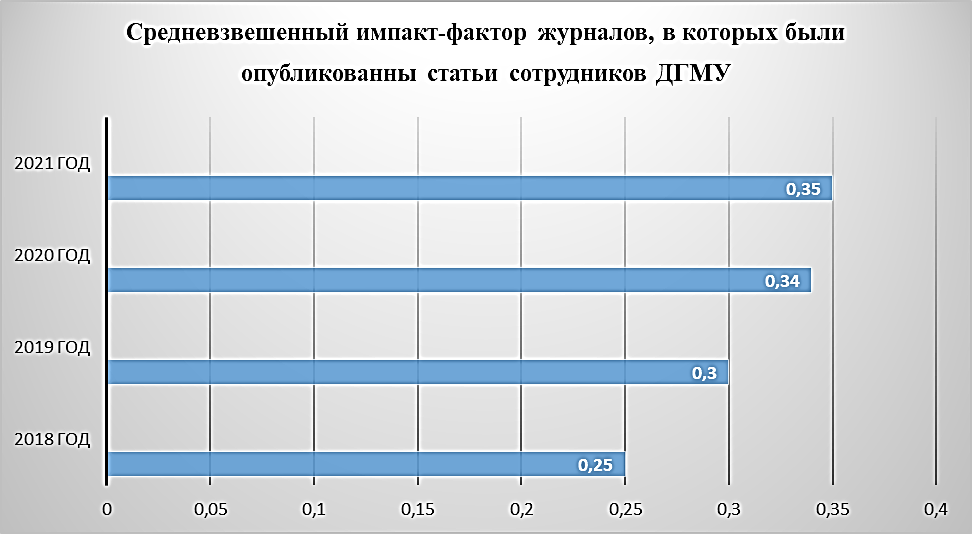 Средневзвешенный импакт-фактор журналов, в которых были
опубликованны статьи сотрудников ДГМУ
2021 ГОД
0,35
2020 ГОД
0,34
2019 ГОД
0,3
2018 ГОД
0,25
0 0,05 0,1 0,15 0,2 0,25 0,3 0,35 0,4